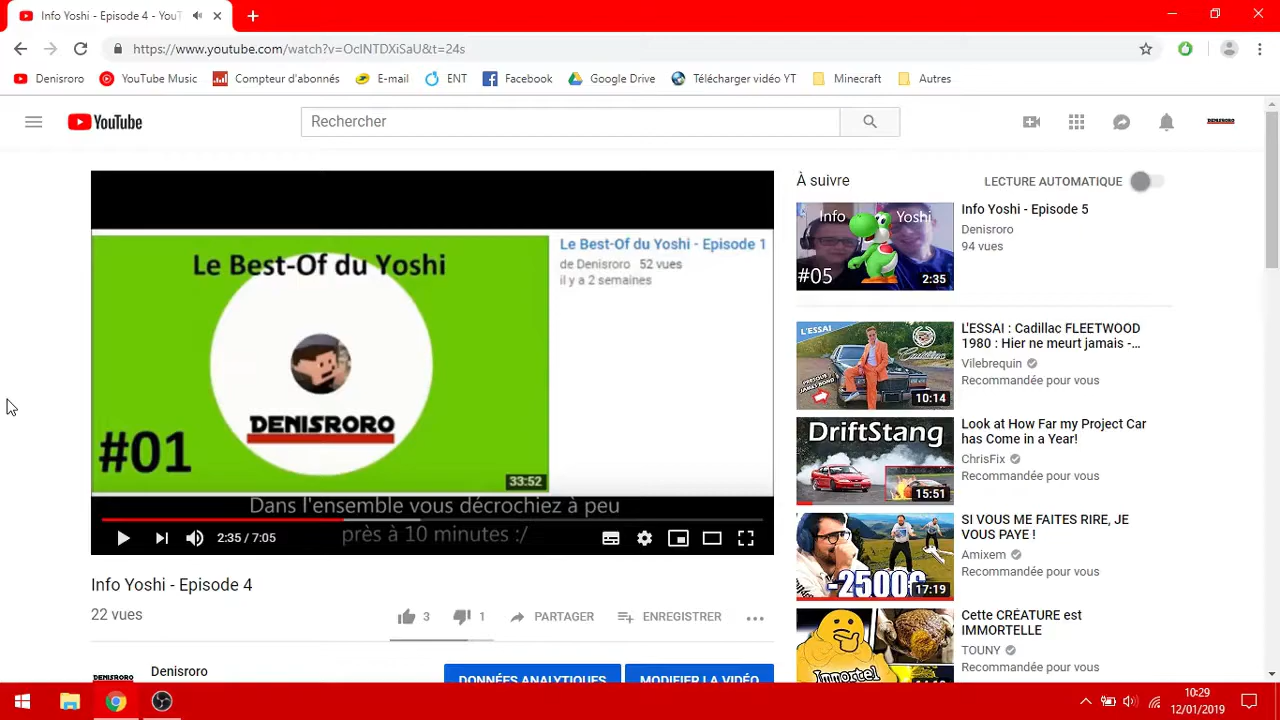 Info Yoshi - Episode 4 - YouT
https://www.youtube.com/watch?v=OcINTDXiSaU&t=24s
Denisroro YouTube Music Compteur d'abonnés E-mail ENT Facebook Google Drive Télécharger vidéo YT Minecraft Autres
YouTube
Rechercher
DENISRORO
Le Best-Of du Yoshi
DENISRORO
#01
33:52
Le Best-Of du Yoshi - Episode 1
de Denisroro 52 vues
il y a 2 semaines
Dans l'ensemble vous décrochiez à peu
près à 10 minutes :/
2:35 / 7:05
Info Yoshi - Episode 4
22 vues
3 1 PARTAGER ENREGISTRER
DENISRORO
Denisroro
DONNÉES ANALYTIQUES MODIFIER LA VIDÉO
À suivre LECTURE AUTOMATIQUE
Info Yoshi
#05
2:35
Info Yoshi - Episode 5
Denisroro
94 vues
L'ESSAI
Cadillac
10:14
L'ESSAI : Cadillac FLEETWOOD
1980 : Hier ne meurt jamais -...
Vilebrequin
Recommandée pour vous
DriftStang
15:51
Look at How Far my Project Car
has Come in a Year!
ChrisFix
Recommandée pour vous
-2500€
17:19
SI VOUS ME FAITES RIRE, JE
VOUS PAYE !
Amixem
Recommandée pour vous
Immortel
Cette CRÉATURE est
IMMORTELLE
TOUNY
Recommandée pour vous
10:29
12/01/2019